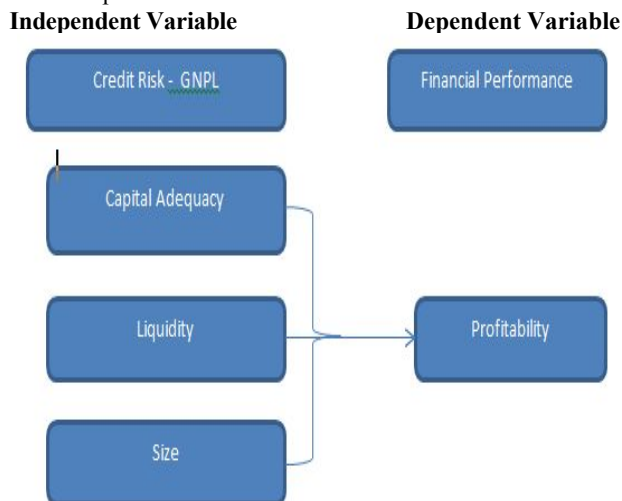 Independent Variable Dependent Variable
Credit Risk - GNPL Financial Performance
Capital Adequacy
Liquidity Profitability
Size